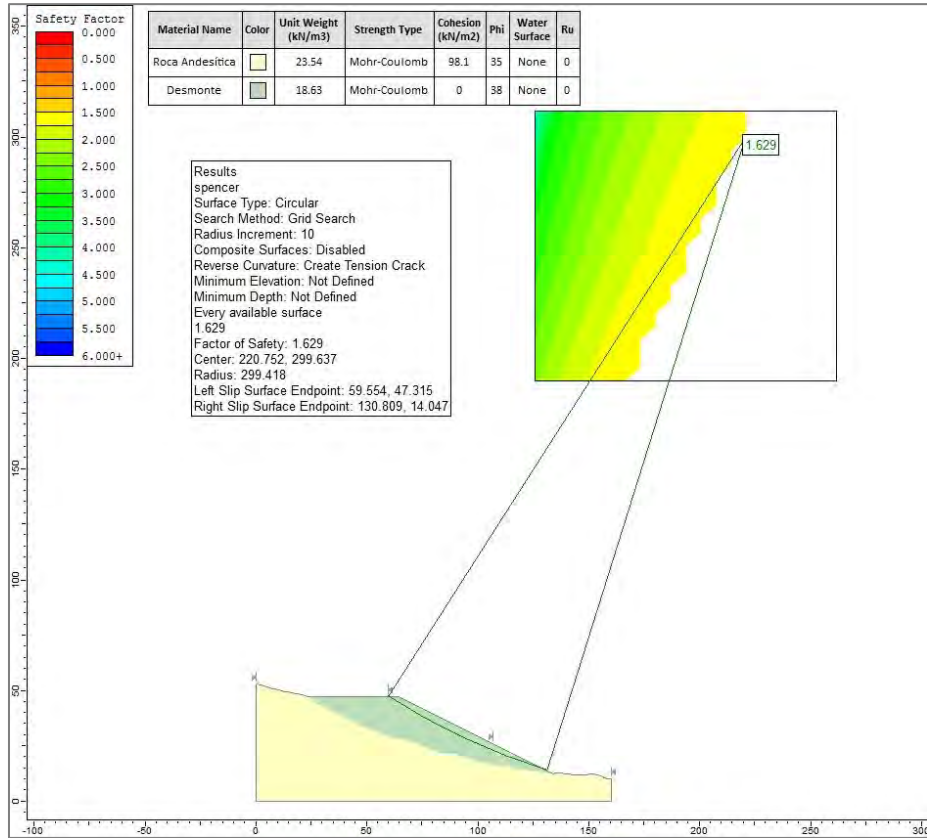 Safety Factor
0.000
0.500
1.000
1.500
2.000
2.500
3.000
3.500
4.000
4.500
5.000
5.500
6.000+
Material Name Color Unit Weight (kN/m3) Strength Type Cohesion (kN/m2) Phi Water Surface Ru
Roca Andesítica 23.54 Mohr-Coulomb 98.1 35 None 0
Desmonte 18.63 Mohr-Coulomb 0 38 None 0
1.629
Results
spencer
Surface Type: Circular
Search Method: Grid Search
Radius Increment: 10
Composite Surfaces: Disabled
Reverse Curvature: Create Tension Crack
Minimum Elevation: Not Defined
Minimum Depth: Not Defined
Every available surface
1.629
Factor of Safety: 1.629
Center: 220.752, 299.637
Radius: 299.418
Left Slip Surface Endpoint: 59.554, 47.315
Right Slip Surface Endpoint: 130.809, 14.047
350
300
250
200
150
100
50
0
-100 -50 0 50 100 150 200 250 300